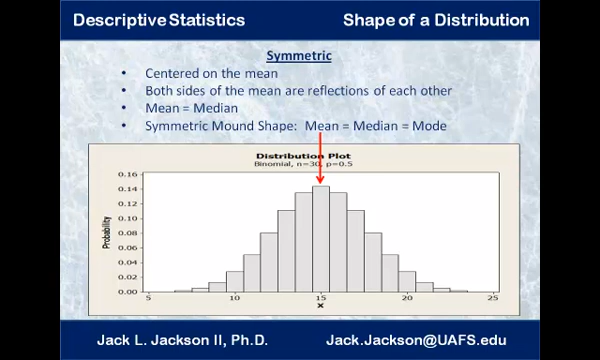 Descriptive Statistics Shape of a Distribution
Symmetric
• Centered on the mean
• Both sides of the mean are reflections of each other
• Mean = Median
• Symmetric Mound Shape: Mean = Median = Mode
Distribution Plot
Binomial, n=30, p=0.5
0.16
0.14
0.12
0.10
0.08
0.06
0.04
0.02
0.00
Probability
5 10 15 20 25
x
Jack L. Jackson II, Ph.D. Jack.Jackson@UAFS.edu